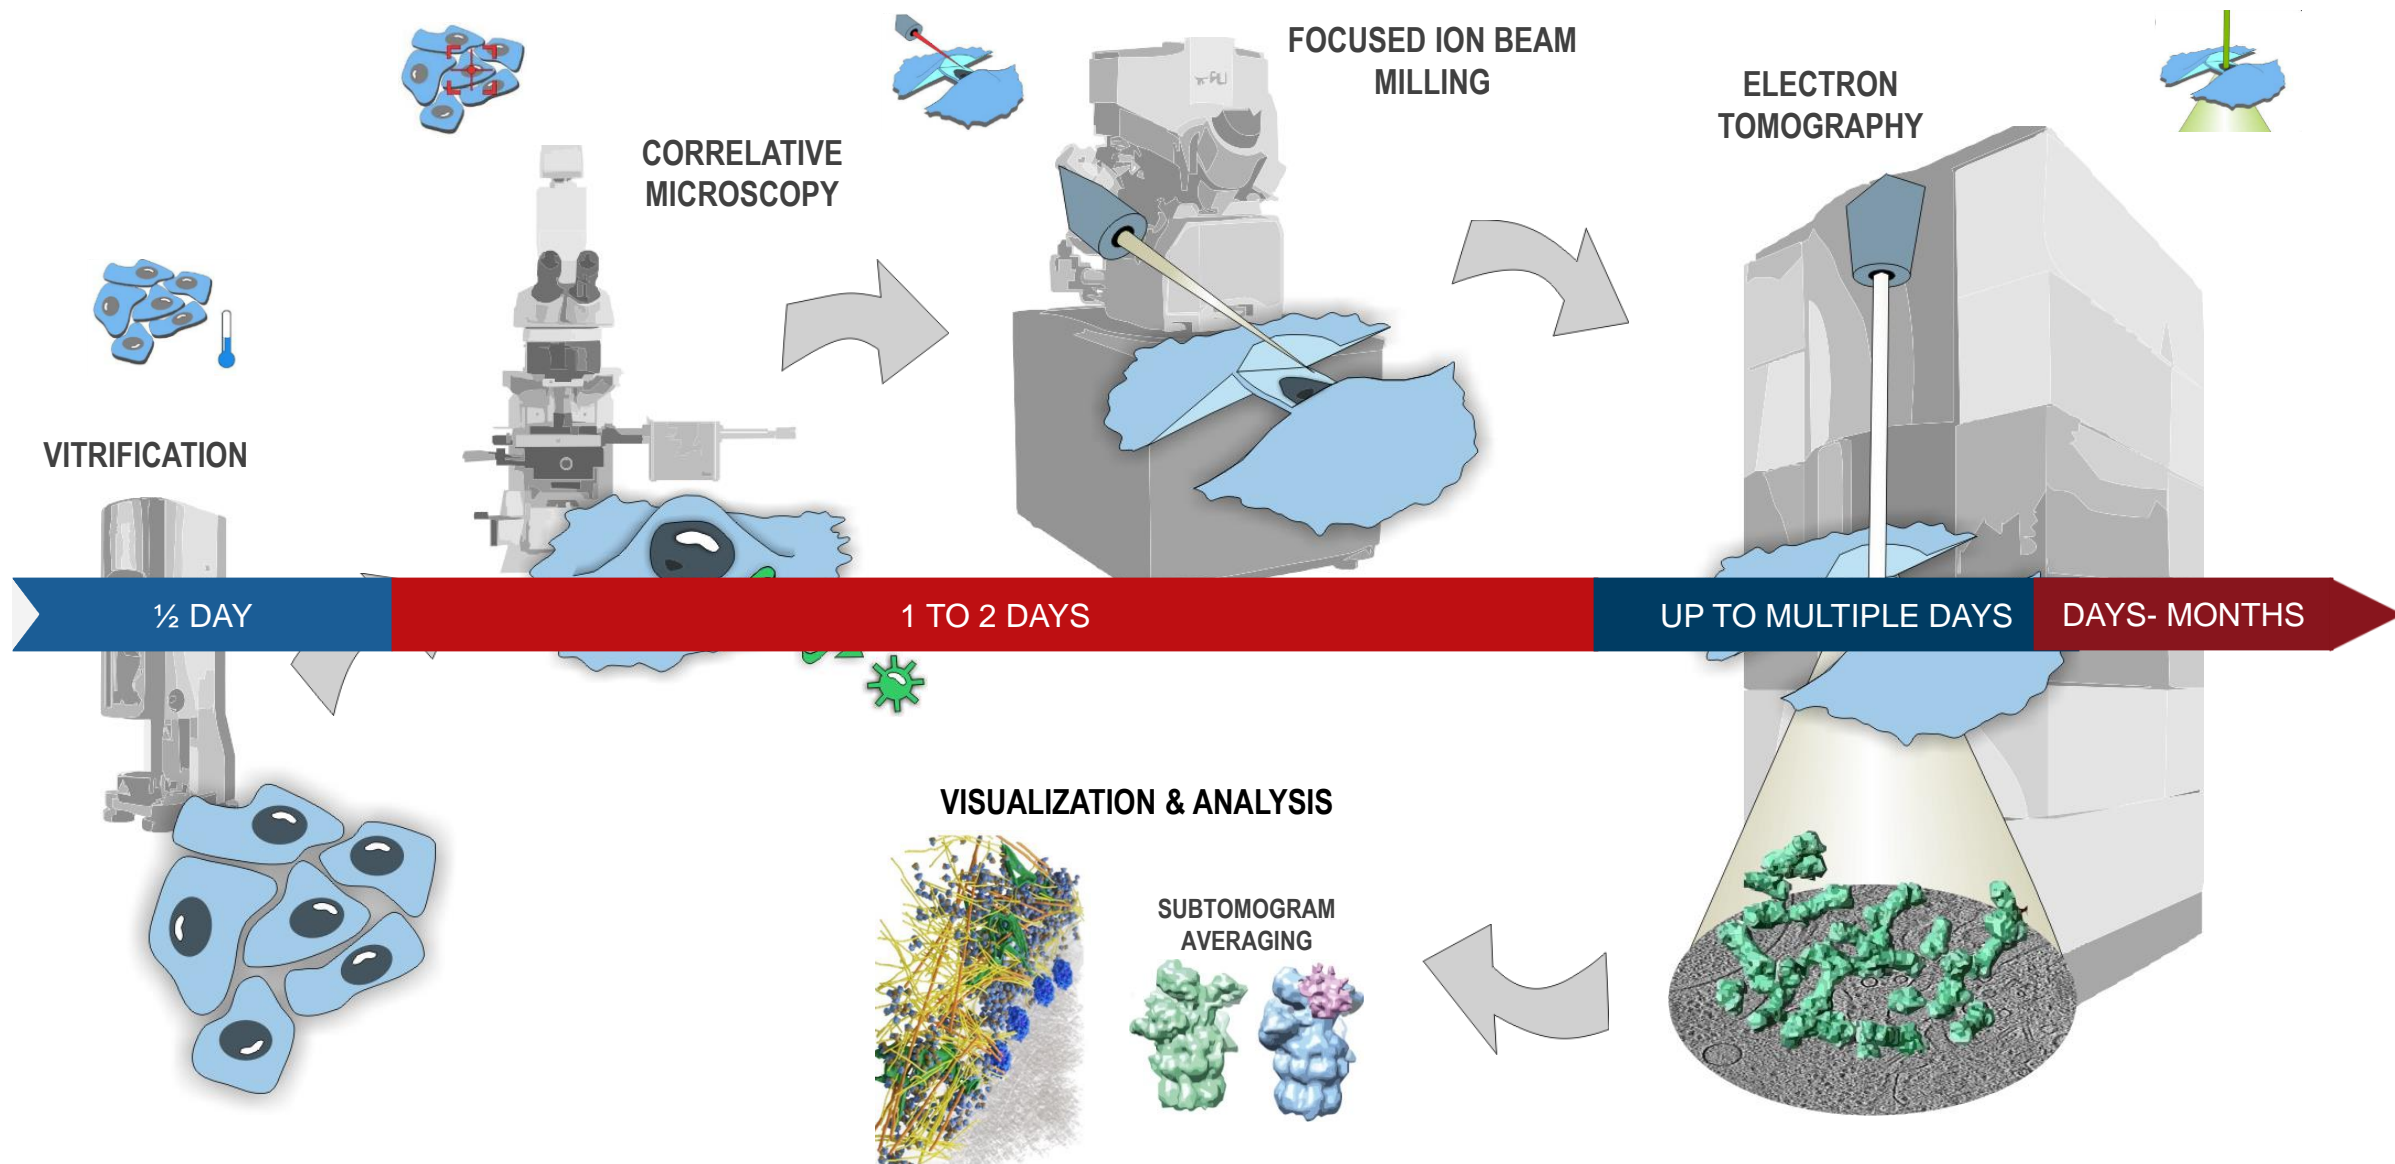 FOCUSED ION BEAM
MILLING
ELECTRON
TOMOGRAPHY
CORRELATIVE
MICROSCOPY
VITRIFICATION
½ DAY
1 TO 2 DAYS
UP TO MULTIPLE DAYS
DAYS- MONTHS
VISUALIZATION & ANALYSIS
SUBTOMOGRAM
AVERAGING